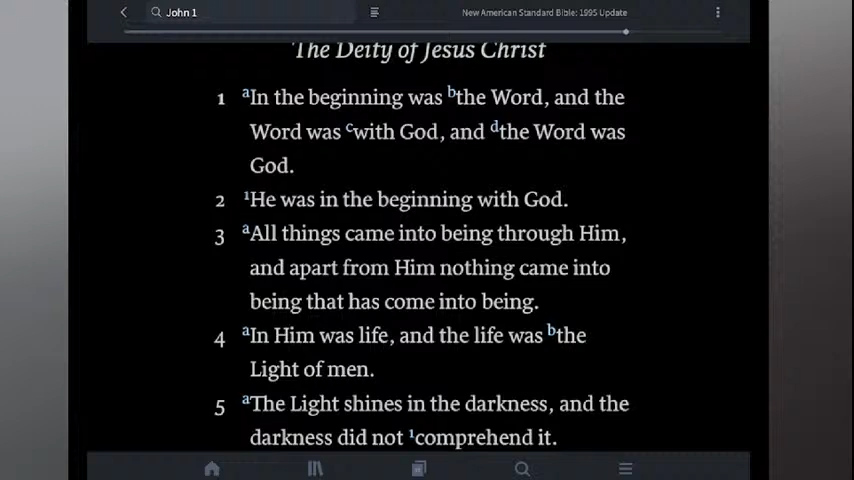 John 1
New American Standard Bible: 1995 Update
The Deity of Jesus Christ
1 aIn the beginning was bthe Word, and the
Word was cwith God, and dthe Word was
God.
2 1He was in the beginning with God.
3 aAll things came into being through Him,
and apart from Him nothing came into
being that has come into being.
4 aIn Him was life, and the life was bthe
Light of men.
5 aThe Light shines in the darkness, and the
darkness did not 1comprehend it.